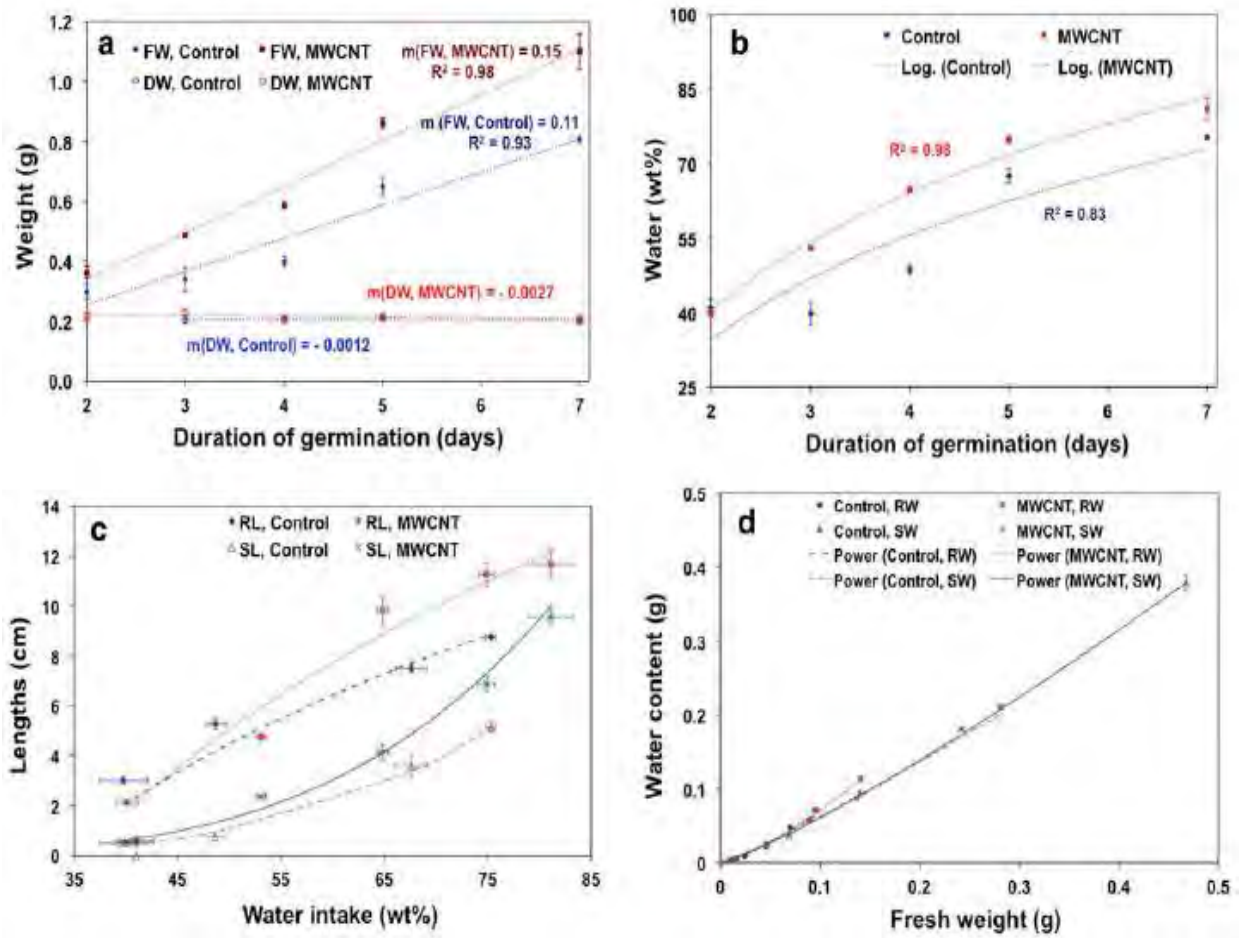 a
FW, Control FW, MWCNT
DW, Control DW, MWCNT
m(FW, MWCNT) = 0.15
R² = 0.98
m (FW, Control) = 0.11
R² = 0.93
m(DW, MWCNT) = - 0.0027
m(DW, Control) = - 0.0012
Weight (g)
1.2
1.0
0.8
0.6
0.4
0.2
0.0
2 3 4 5 6 7
Duration of germination (days)
b
Control MWCNT
Log. (Control) Log. (MWCNT)
R² = 0.98
R² = 0.83
Water (wt%)
100
85
70
55
40
25
2 3 4 5 6 7
Duration of germination (days)
c
RL, Control RL, MWCNT
SL, Control SL, MWCNT
Lengths (cm)
14
12
10
8
6
4
2
0
35 45 55 65 75 85
Water intake (wt%)
d
Control, RW MWCNT, RW
Control, SW MWCNT, SW
Power (Control, RW) Power (MWCNT, RW)
Power (Control, SW) Power (MWCNT, SW)
Water content (g)
0.5
0.4
0.3
0.2
0.1
0
0 0.1 0.2 0.3 0.4 0.5
Fresh weight (g)